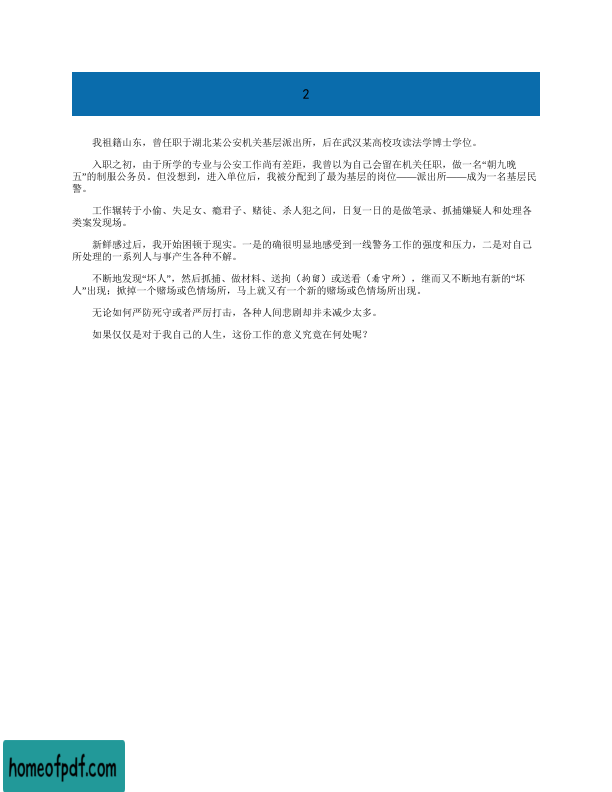 2
我祖籍山东，曾任职于湖北某公安机关基层派出所，后在武汉某高校攻读法学博士学位。
入职之初，由于所学的专业与公安工作尚有差距，我曾以为自己会留在机关任职，做一名“朝九晚
五”的制服公务员。但没想到，进入单位后，我被分配到了最为基层的岗位——派出所——成为一名基层民
警。
工作辗转于小偷、失足女、瘾君子、赌徒、杀人犯之间，日复一日的是做笔录、抓捕嫌疑人和处理各
类案发现场。
新鲜感过后，我开始困顿于现实。一是的确很明显地感受到一线警务工作的强度和压力，二是对自己
所处理的一系列人与事产生各种不解。
不断地发现“坏人”，然后抓捕、做材料、送拘（拘留）或送看（看守所），继而又不断地有新的“坏
人”出现；掀掉一个赌场或色情场所，马上就又有一个新的赌场或色情场所出现。
无论如何严防死守或者严厉打击，各种人间悲剧却并未减少太多。
如果仅仅是对于我自己的人生，这份工作的意义究竟在何处呢？
homeofpdf.com